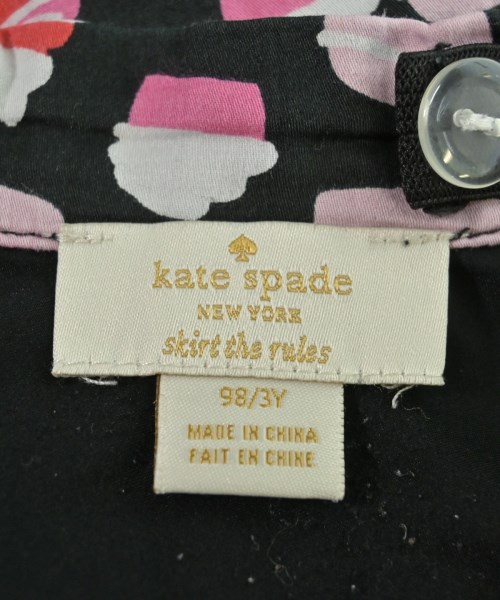 kate spade
NEW YORK
skirt the rules
98/3Y
MADE IN CHINA
FAIT EN CHINE